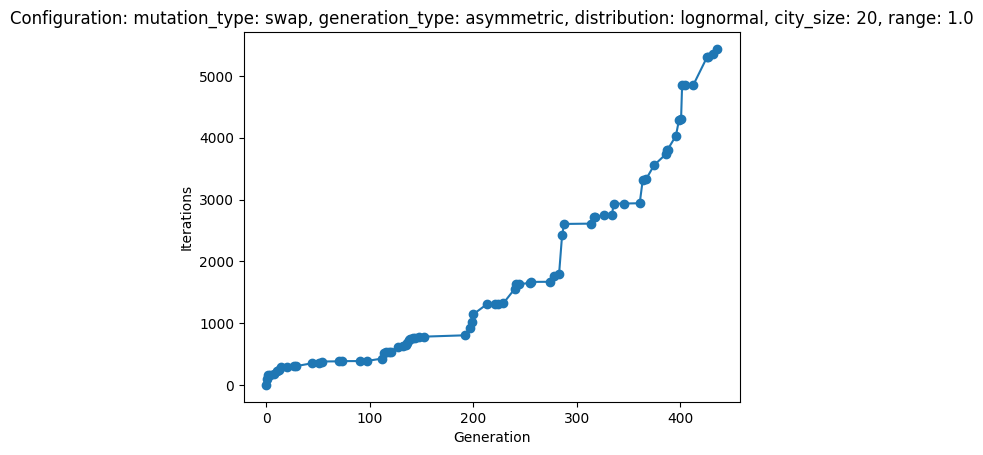 Configuration: mutation_type: swap, generation_type: asymmetric, distribution: lognormal, city_size: 20, range: 1.0
5000
4000
3000
2000
1000
0
Iterations
0 100 200 300 400
Generation